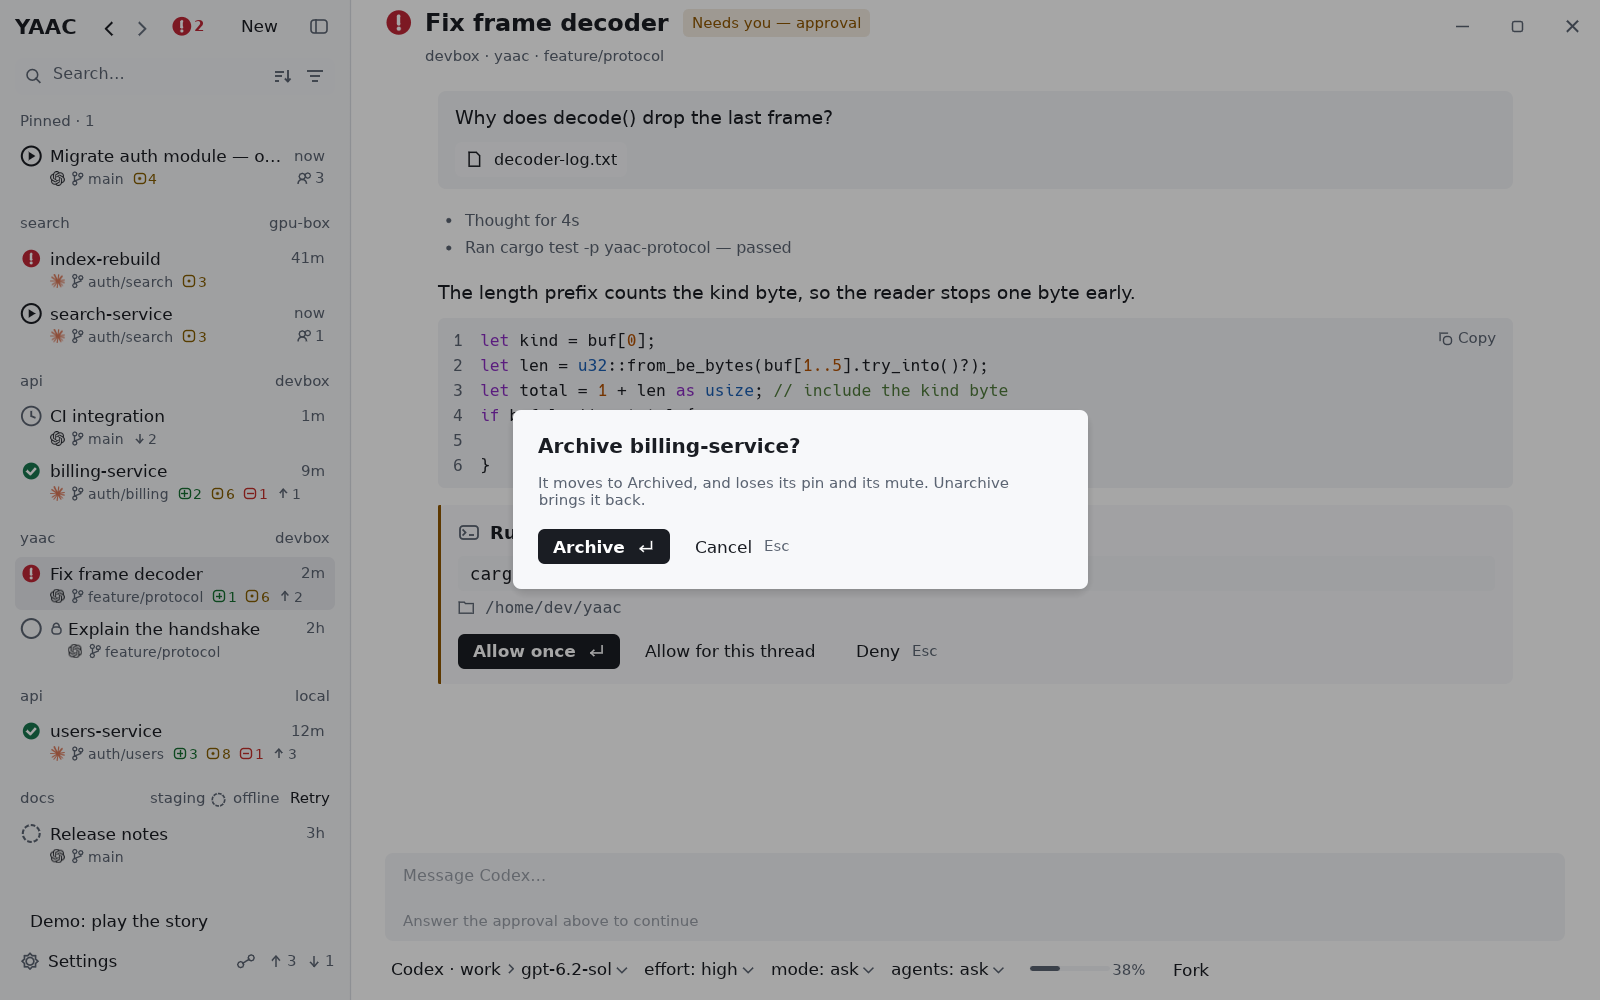 YAAC 2 New
Search...
Pinned · 1
Migrate auth module — o... now
main 4 3
search gpu-box
index-rebuild 41m
auth/search 3
search-service now
auth/search 3 1
api devbox
CI integration 1m
main 2
billing-service 9m
auth/billing 2 6 1 1
yaac devbox
Fix frame decoder 2m
feature/protocol 1 6 2
Explain the handshake 2h
feature/protocol
api local
users-service 12m
auth/users 3 8 1 3
docs staging offline Retry
Release notes 3h
main
Demo: play the story
Settings 3 1
Fix frame decoder Needs you — approval
devbox · yaac · feature/protocol
Why does decode() drop the last frame?
decoder-log.txt
• Thought for 4s
• Ran cargo test -p yaac-protocol — passed
The length prefix counts the kind byte, so the reader stops one byte early.
Copy
1 let kind = buf[0];
2 let len = u32::from_be_bytes(buf[1..5].try_into()?);
3 let total = 1 + len as usize; // include the kind byte
4 if
5
6 }
Archive billing-service?
It moves to Archived, and loses its pin and its mute. Unarchive
brings it back.
Archive Cancel Esc
/home/dev/yaac
Allow once Allow for this thread Deny Esc
Message Codex...
Answer the approval above to continue
Codex · work gpt-6.2-sol effort: high mode: ask agents: ask 38% Fork